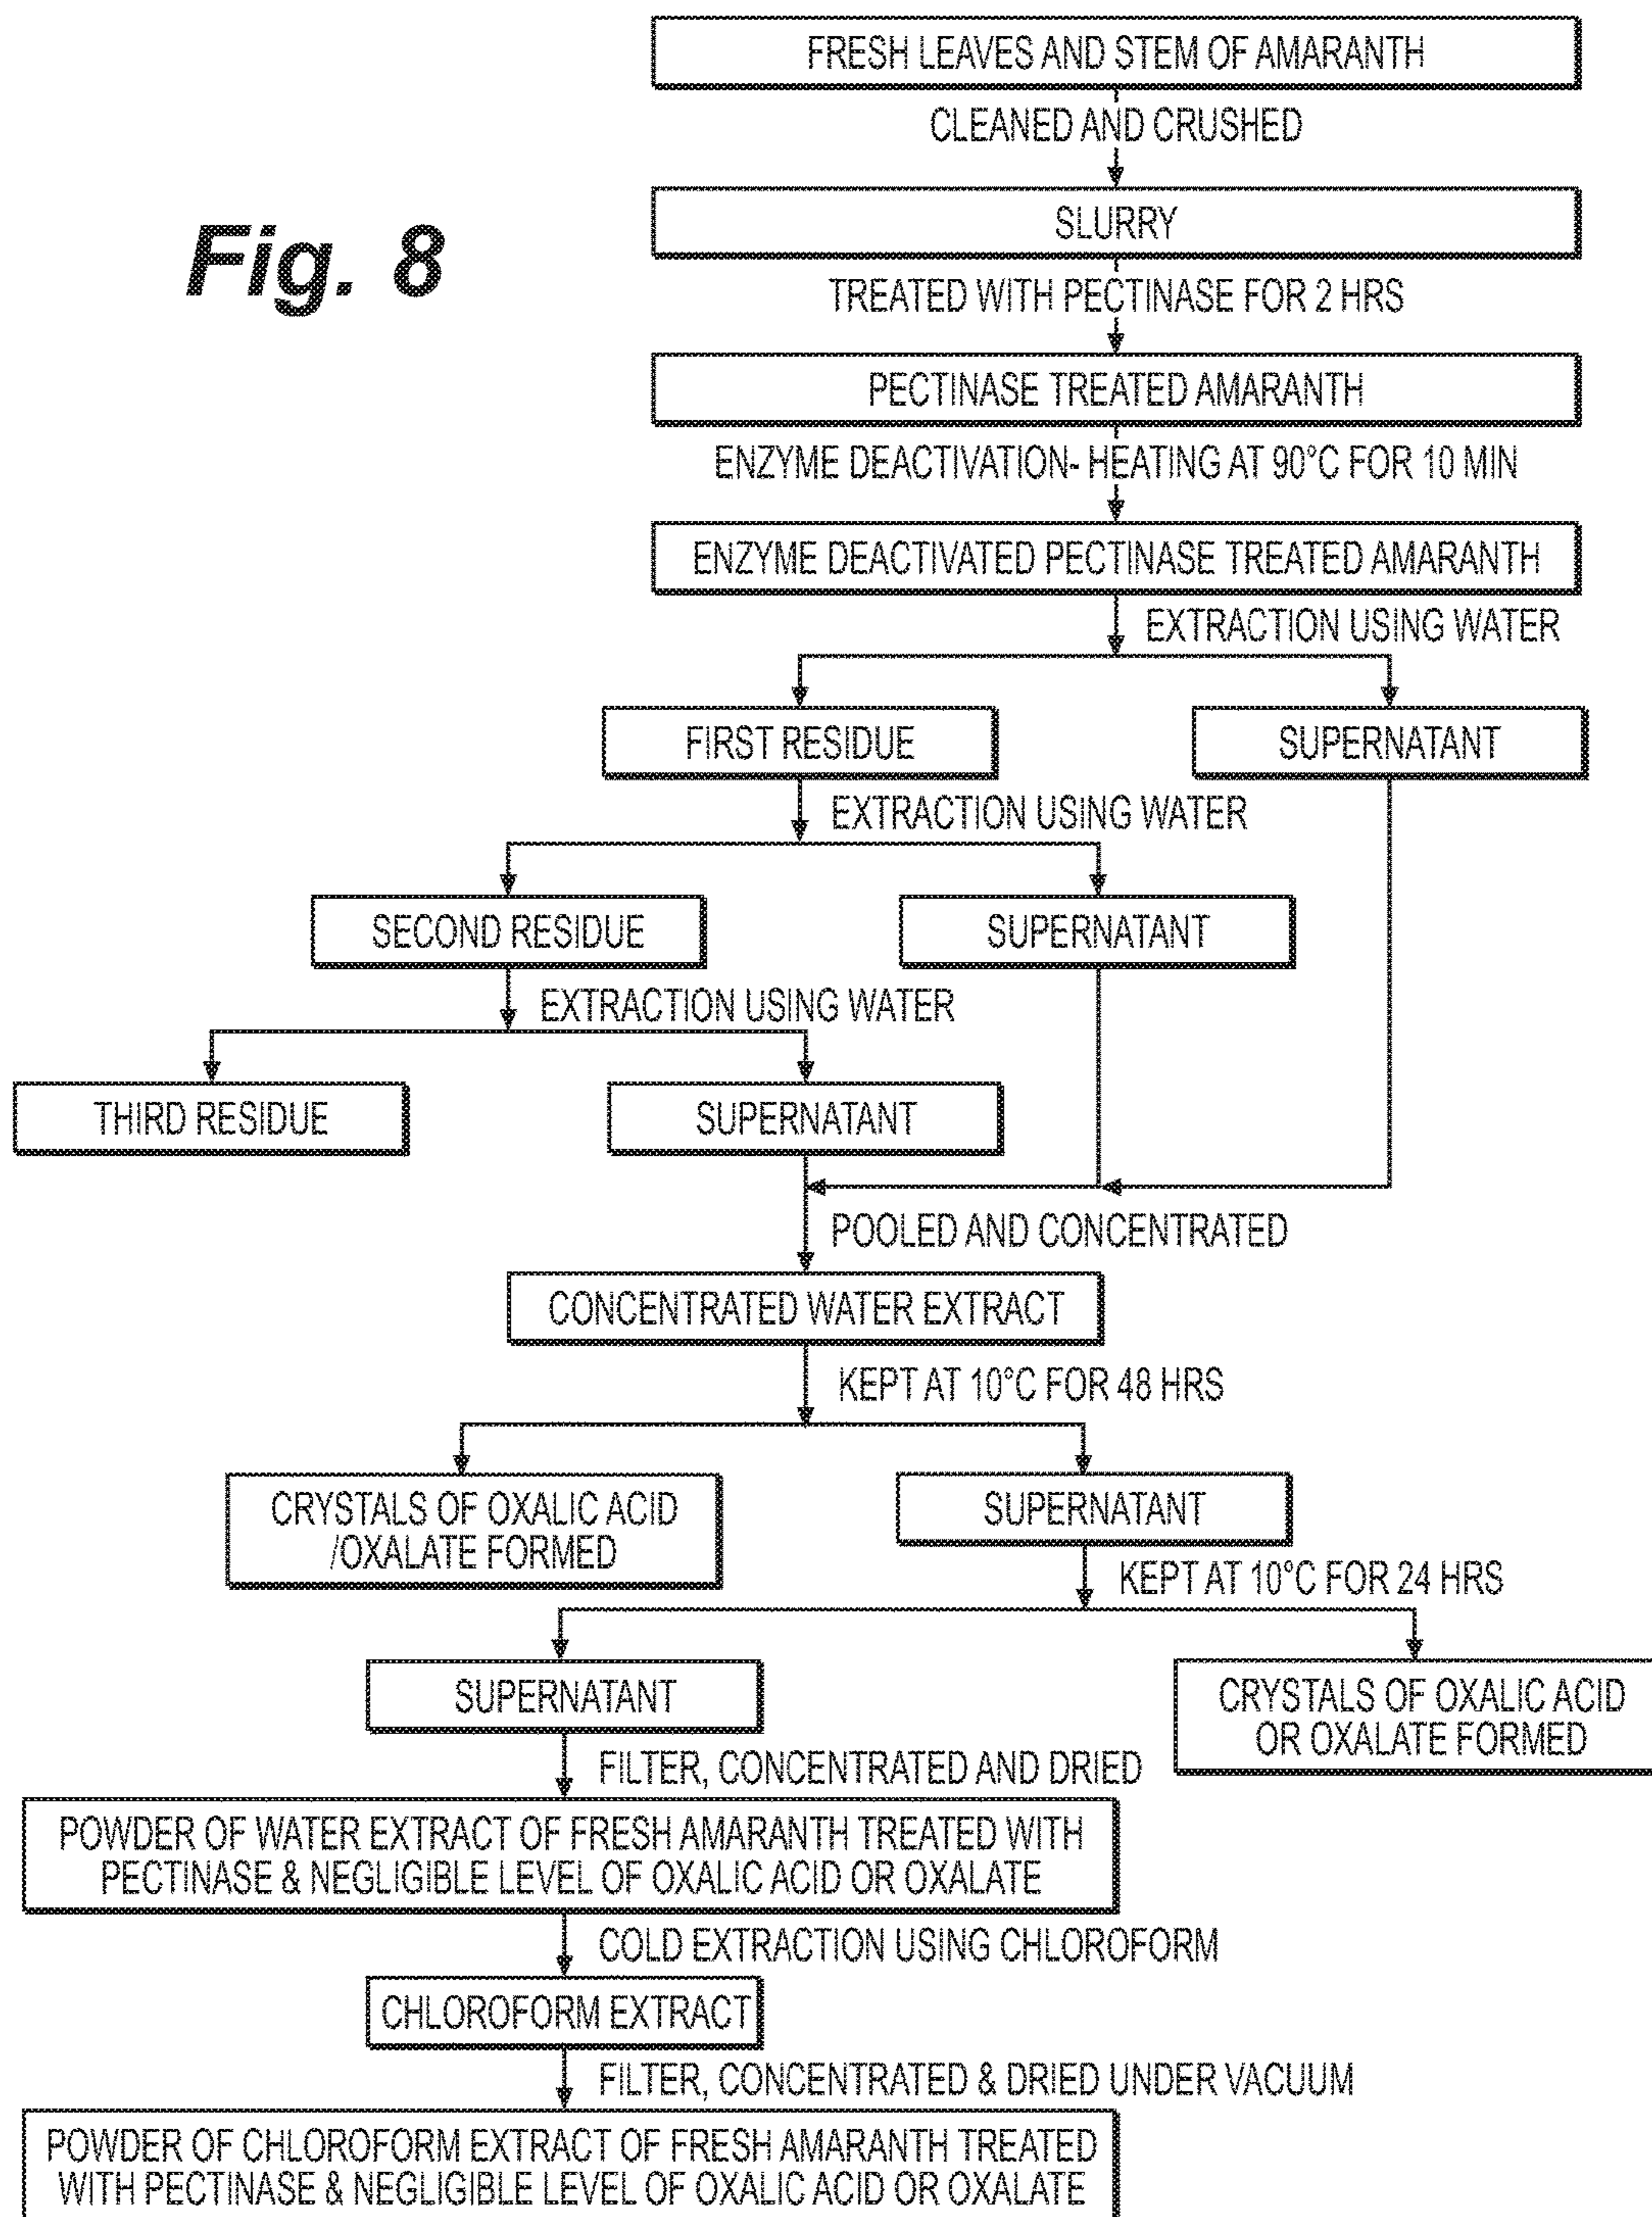 FRESH LEAVES AND STEM OF AMARANTH
CLEANED AND CRUSHED
Fig. 8
SLURRY
TREATED WITH PECTINASE FOR 2 HRS
PECTINASE TREATED AMARANTH
ENZYME DEACTIVATION- HEATING AT 90°C FOR 10 MIN
ENZYME DEACTIVATED PECTINASE TREATED AMARANTH
EXTRACTION USING WATER
FIRST RESIDUE
SUPERNATANT
EXTRACTION USING WATER
SECOND RESIDUE
SUPERNATANT
EXTRACTION USING WATER
THIRD RESIDUE
SUPERNATANT
POOLED AND CONCENTRATED
CONCENTRATED WATER EXTRACT
KEPT AT 10°C FOR 48 HRS
CRYSTALS OF OXALIC ACID
/OXALATE FORMED
SUPERNATANT
KEPT AT 10°C FOR 24 HRS
SUPERNATANT
CRYSTALS OF OXALIC ACID
OR OXALATE FORMED
FILTER, CONCENTRATED AND DRIED
POWDER OF WATER EXTRACT OF FRESH AMARANTH TREATED WITH
PECTINASE & NEGLIGIBLE LEVEL OF OXALIC ACID OR OXALATE
COLD EXTRACTION USING CHLOROFORM
CHLOROFORM EXTRACT
FILTER, CONCENTRATED & DRIED UNDER VACUUM
POWDER OF CHLOROFORM EXTRACT OF FRESH AMARANTH TREATED
WITH PECTINASE & NEGLIGIBLE LEVEL OF OXALIC ACID OR OXALATE